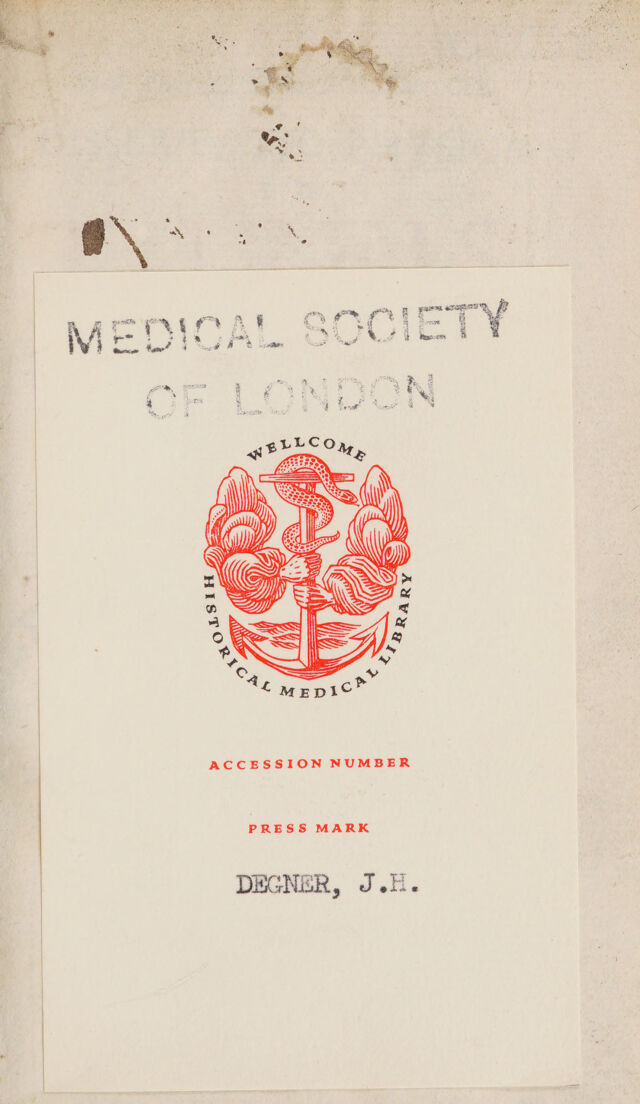 MEDICAL SOCIETY
OF LONDON
WELLCOME
HISTORICAL MEDICAL LIBRARY
ACCESSION NUMBER
PRESS MARK
DEGNER, J.H.